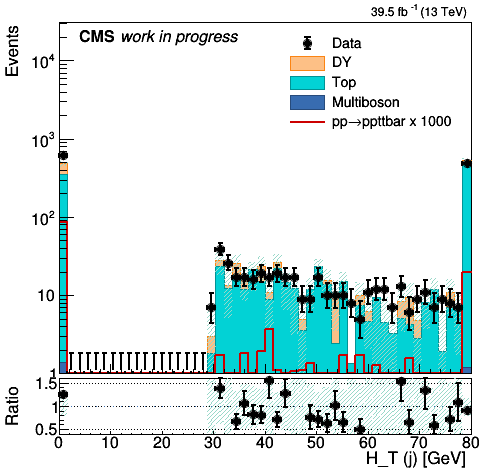 39.5 fb⁻¹ (13 TeV)
Events
CMS work in progress
Data
DY
Top
Multiboson
pp→ppttbar x 1000
10⁴
10³
10²
10
1
Ratio
1.5
1
0.5
0 10 20 30 40 50 60 70 80
H_T (j) [GeV]